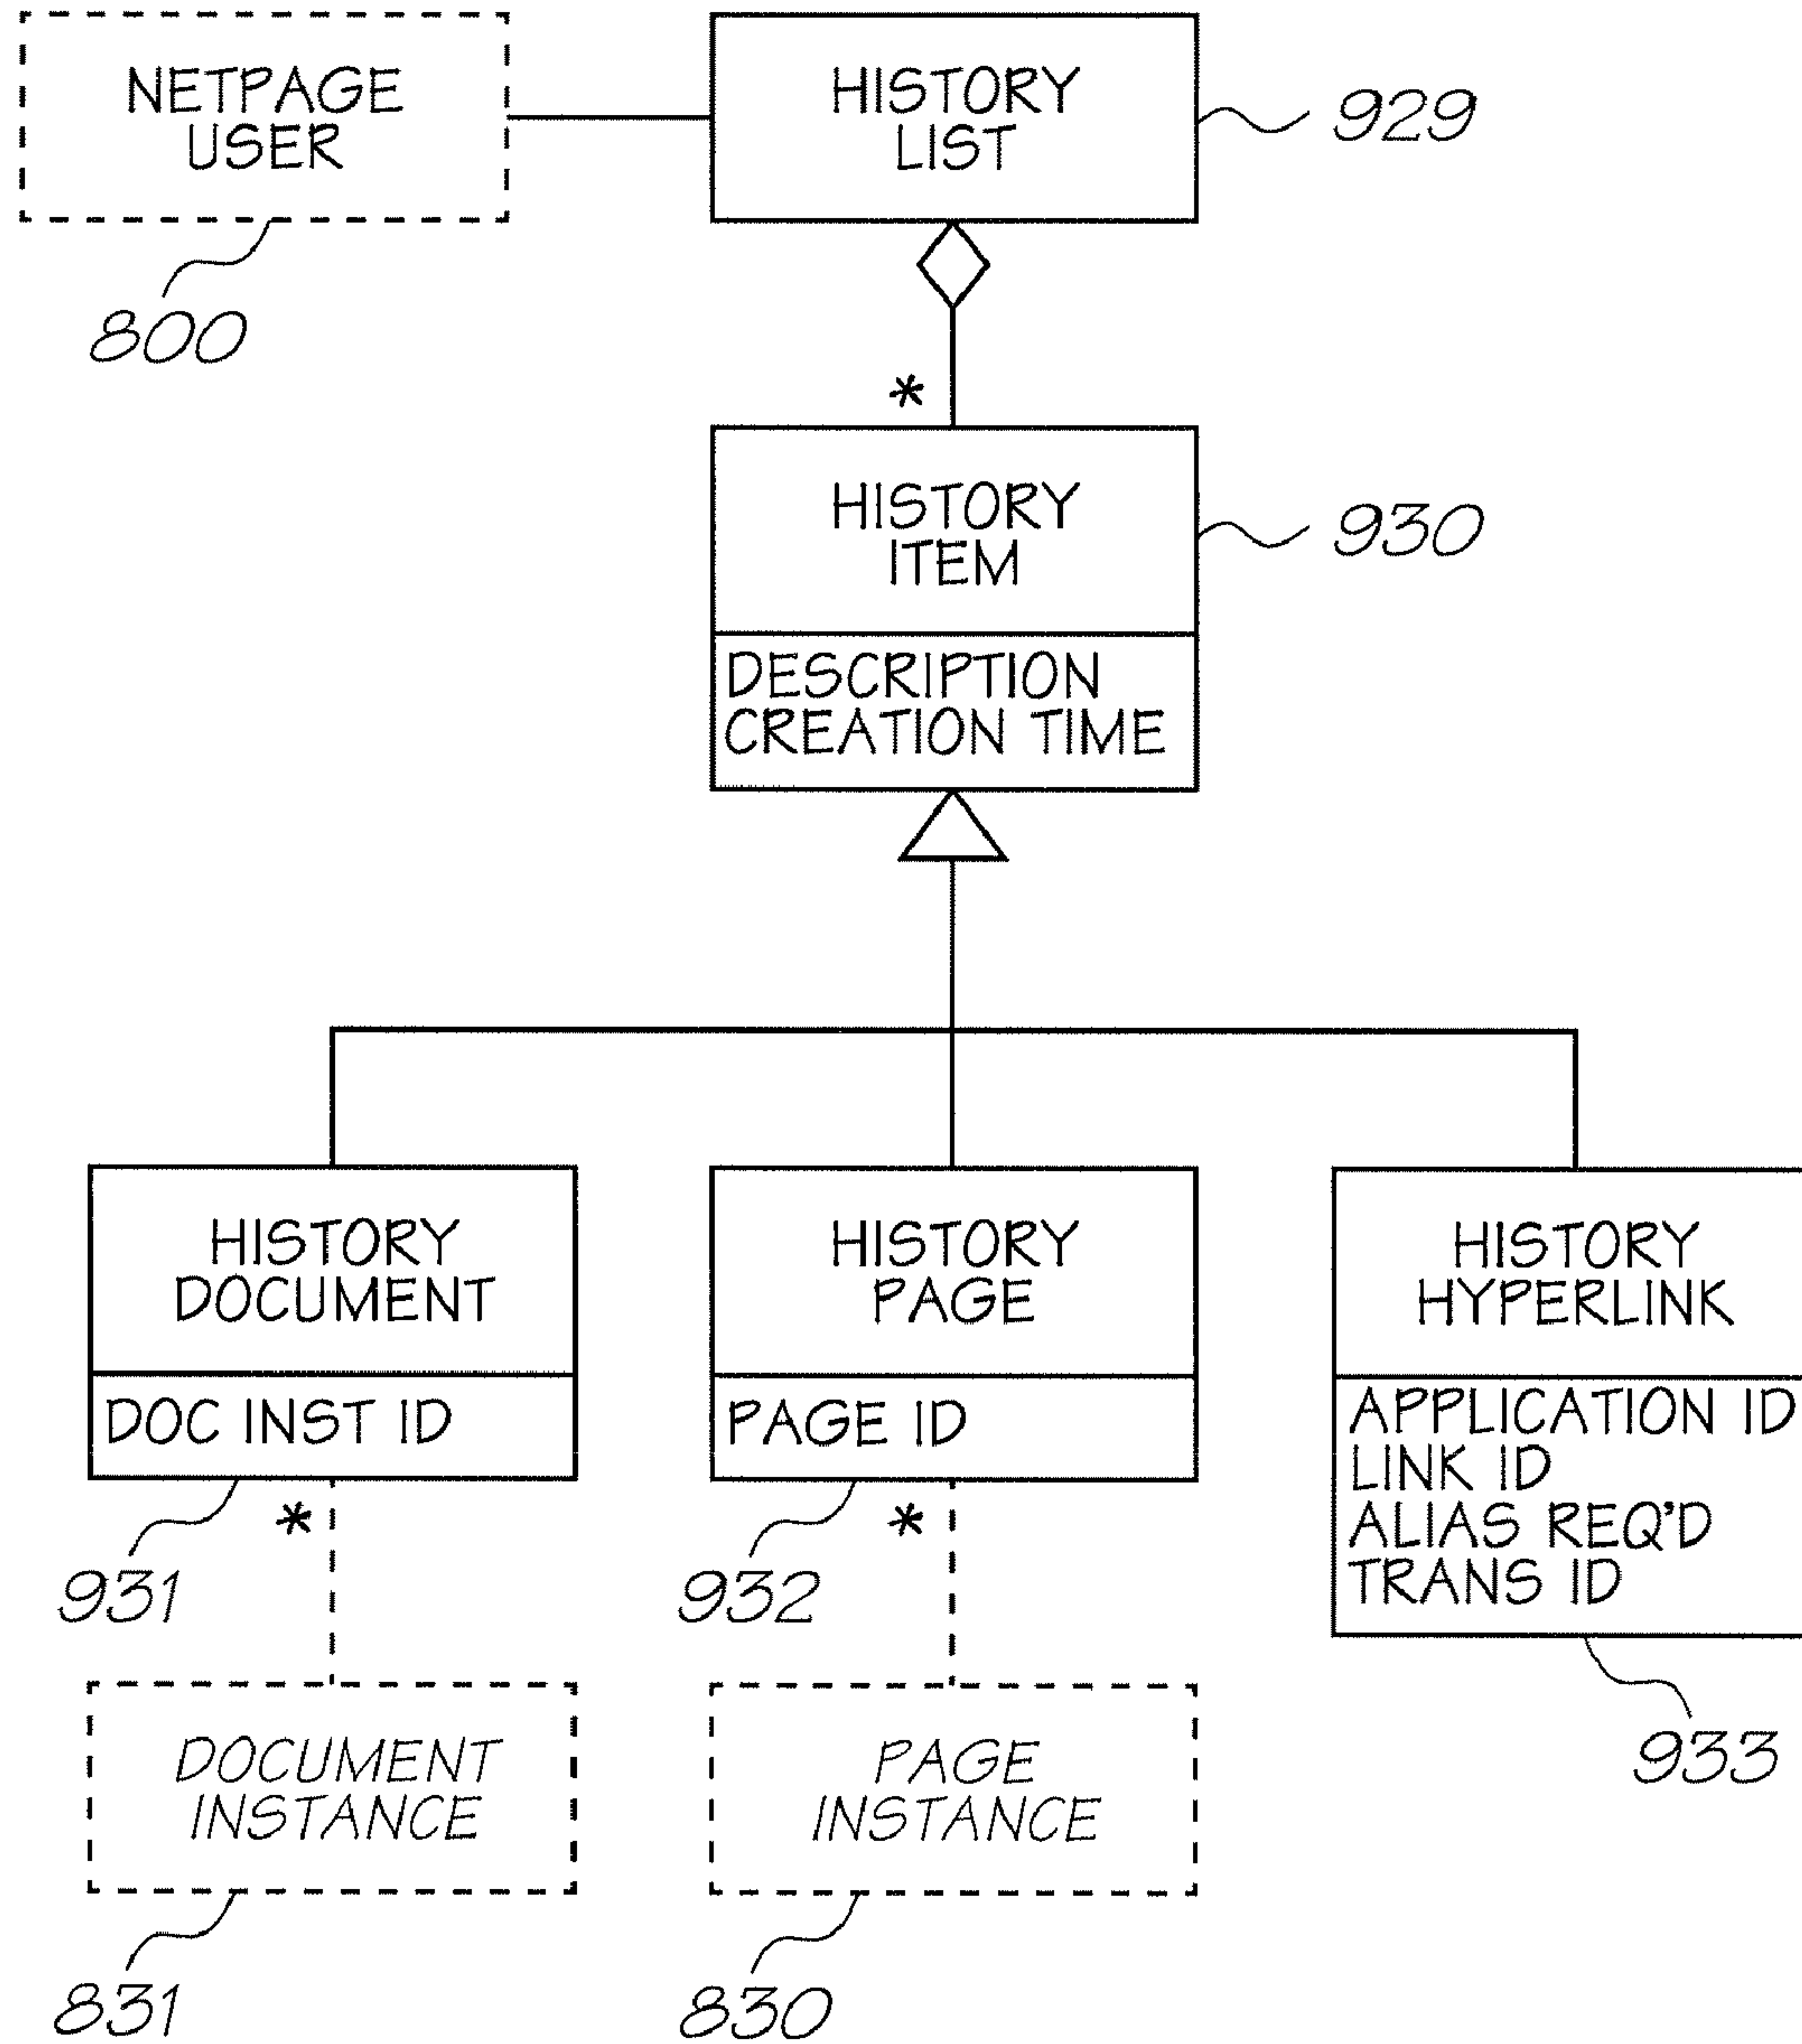 NETPAGE
USER
800
HISTORY
LIST
929
*
HISTORY
ITEM
930
DESCRIPTION
CREATION TIME
HISTORY
DOCUMENT
DOC INST ID
931
*
HISTORY
PAGE
PAGE ID
932
*
HISTORY
HYPERLINK
APPLICATION ID
LINK ID
ALIAS REQ'D
TRANS ID
933
DOCUMENT
INSTANCE
831
PAGE
INSTANCE
830